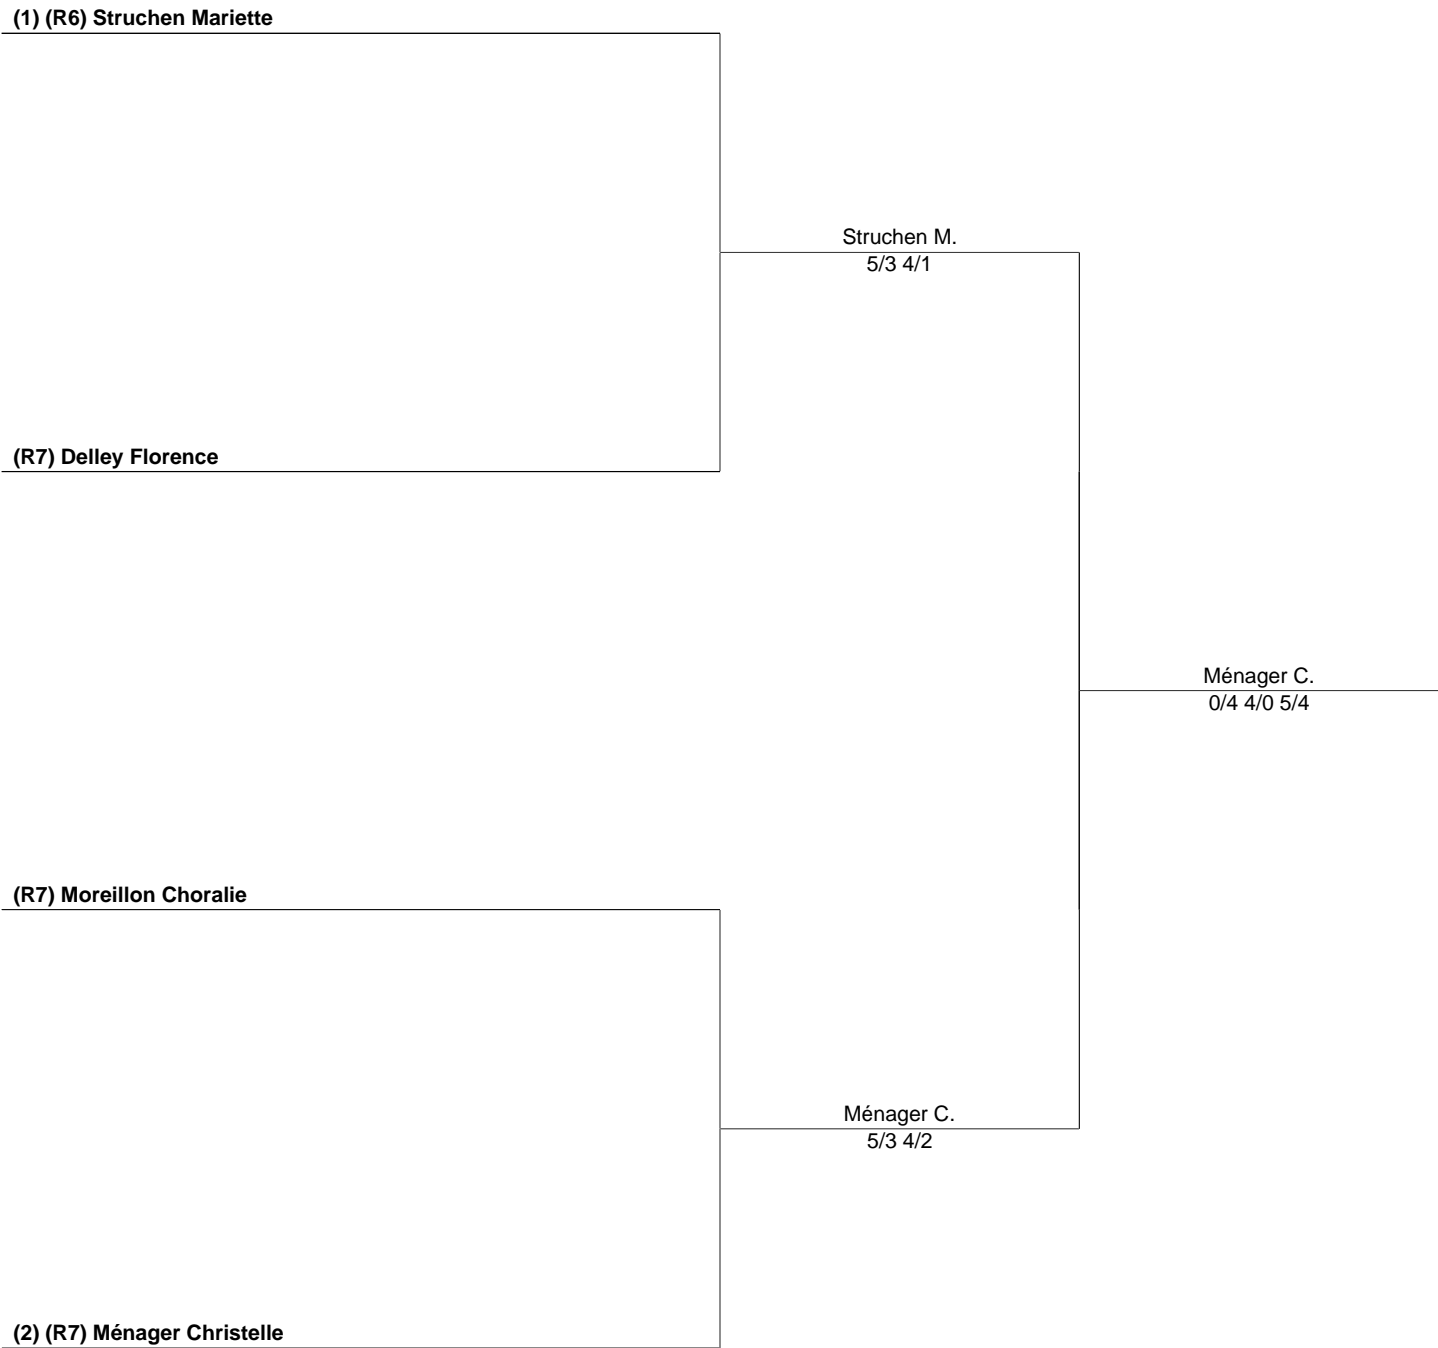 (1) (R6) Struchen Mariette
Struchen M.
5/3 4/1
(R7) Delley Florence
Ménager C.
0/4 4/0 5/4
(R7) Moreillon Choralie
Ménager C.
5/3 4/2
(2) (R7) Ménager Christelle